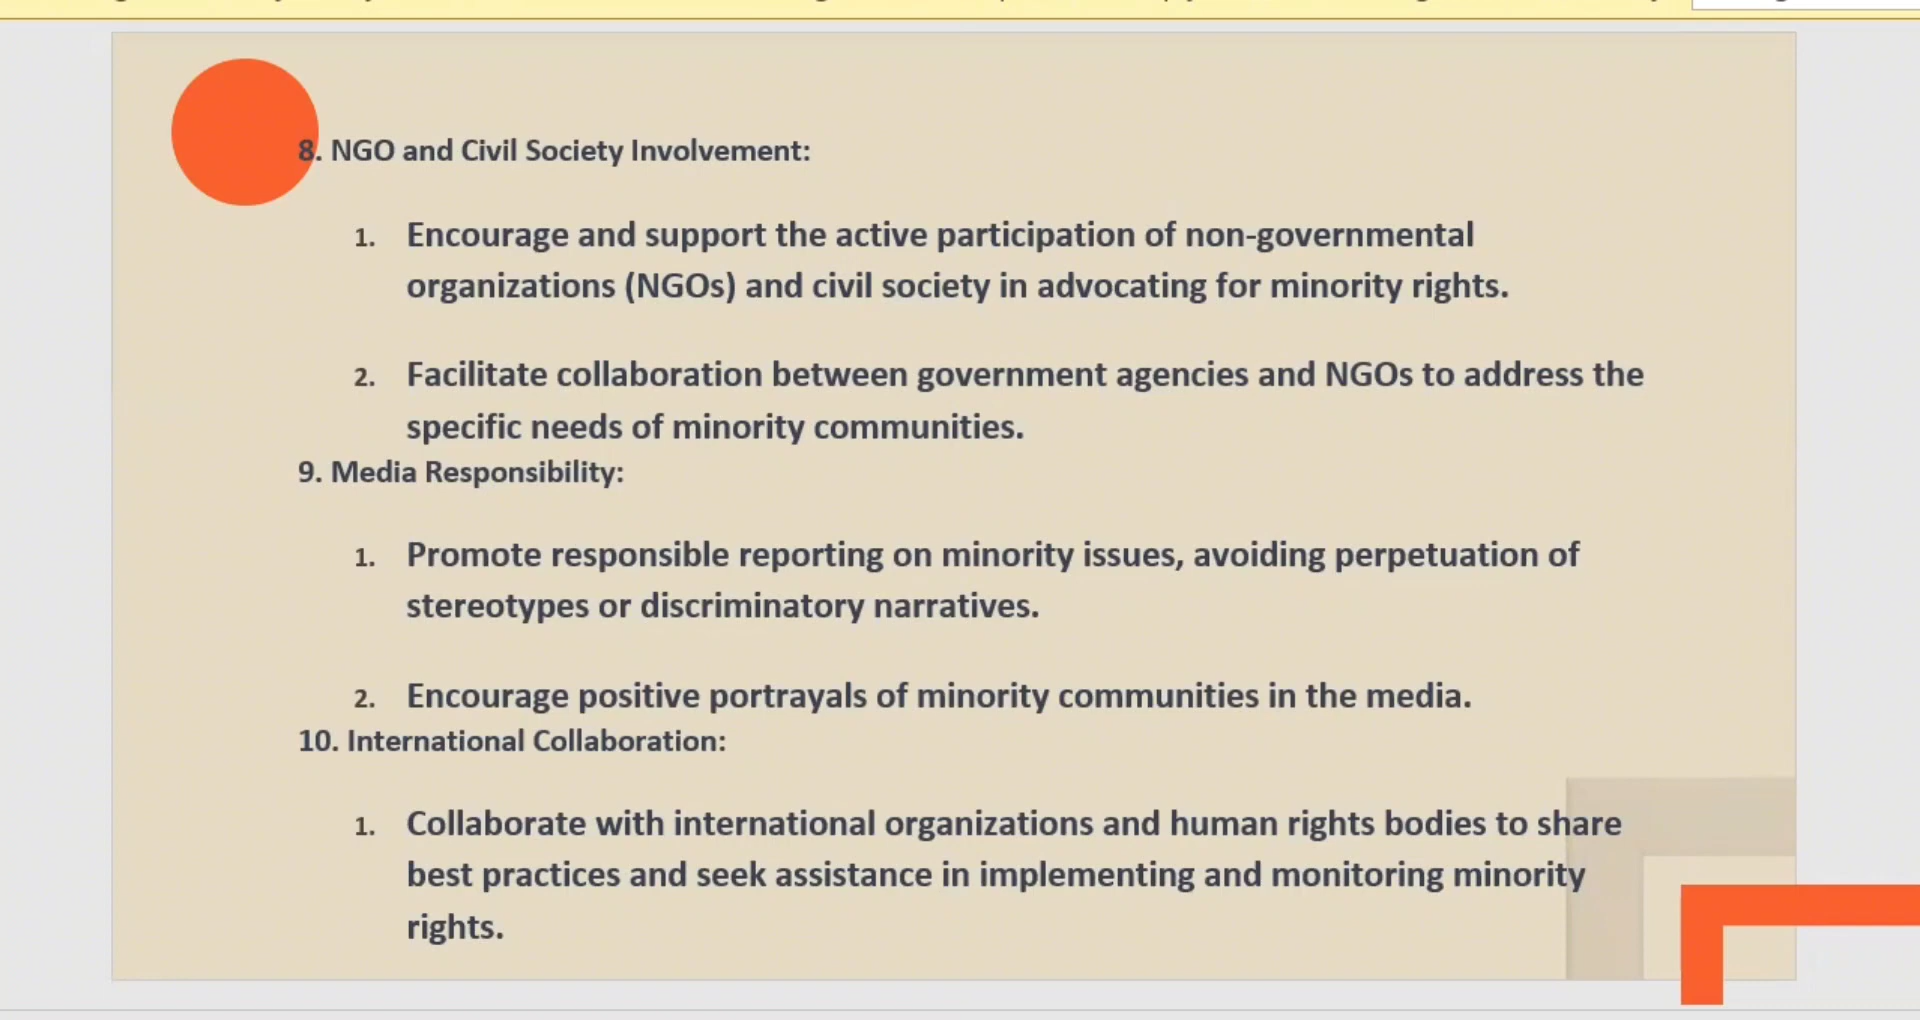 8. NGO and Civil Society Involvement:
1. Encourage and support the active participation of non-governmental
organizations (NGOs) and civil society in advocating for minority rights.
2. Facilitate collaboration between government agencies and NGOs to address the
specific needs of minority communities.
9. Media Responsibility:
1. Promote responsible reporting on minority issues, avoiding perpetuation of
stereotypes or discriminatory narratives.
2. Encourage positive portrayals of minority communities in the media.
10. International Collaboration:
1. Collaborate with international organizations and human rights bodies to share
best practices and seek assistance in implementing and monitoring minority
rights.